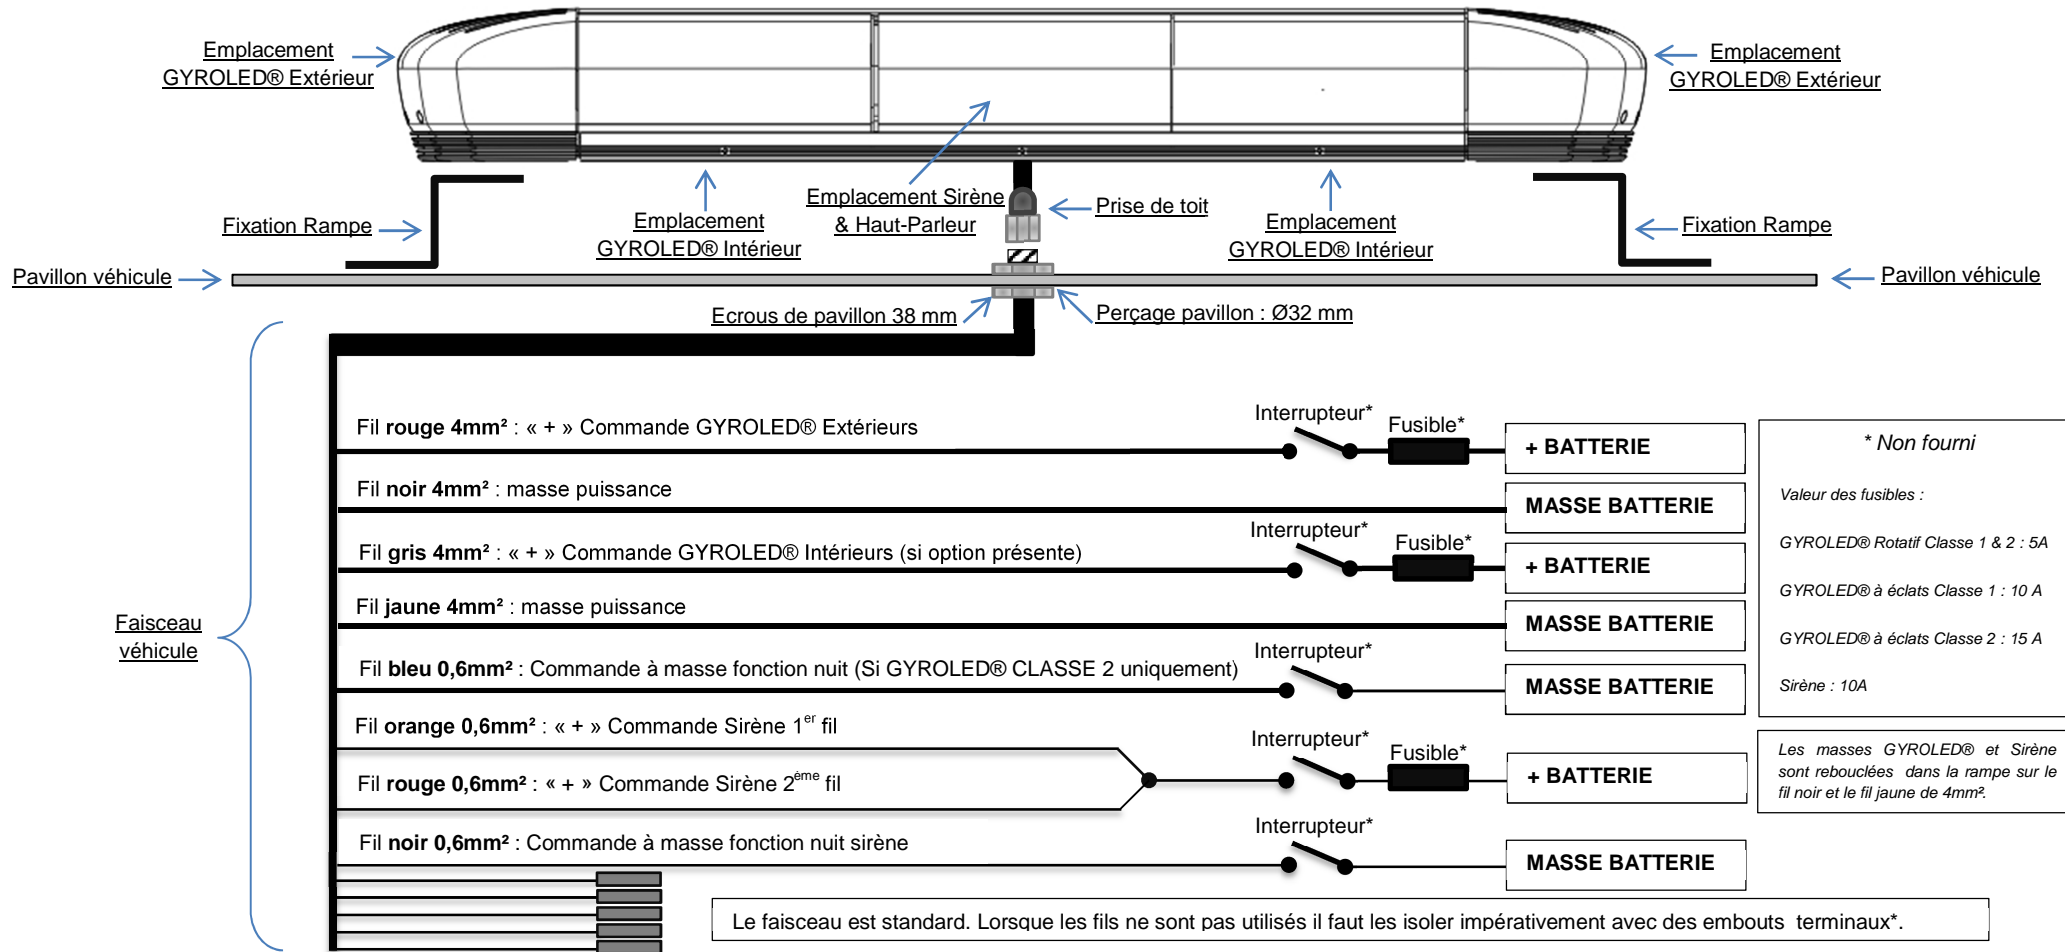 Emplacement
GYROLED® Extérieur
Emplacement
GYROLED® Extérieur
Fixation Rampe
Emplacement
GYROLED® Intérieur
Emplacement Sirène
& Haut-Parleur
Prise de toit
Emplacement
GYROLED® Intérieur
Fixation Rampe
Pavillon véhicule
Pavillon véhicule
Ecrous de pavillon 38 mm
Perçage pavillon : Ø32 mm
Faisceau
véhicule
Fil rouge 4mm² : « + » Commande GYROLED® Extérieurs
Interrupteur*
Fusible*
+ BATTERIE
Fil noir 4mm² : masse puissance
MASSE BATTERIE
Fil gris 4mm² : « + » Commande GYROLED® Intérieurs (si option présente)
Interrupteur*
Fusible*
+ BATTERIE
Fil jaune 4mm² : masse puissance
MASSE BATTERIE
Fil bleu 0,6mm² : Commande à masse fonction nuit (Si GYROLED® CLASSE 2 uniquement)
Interrupteur*
MASSE BATTERIE
Fil orange 0,6mm² : « + » Commande Sirène 1er fil
Fil rouge 0,6mm² : « + » Commande Sirène 2ème fil
Interrupteur*
Fusible*
+ BATTERIE
Fil noir 0,6mm² : Commande à masse fonction nuit sirène
Interrupteur*
MASSE BATTERIE
* Non fourni
Valeur des fusibles :
GYROLED® Rotatif Classe 1 & 2 : 5A
GYROLED® à éclats Classe 1 : 10 A
GYROLED® à éclats Classe 2 : 15 A
Sirène : 10A
Les masses GYROLED® et Sirène
sont rebouclées dans la rampe sur le
fil noir et le fil jaune de 4mm².
Le faisceau est standard. Lorsque les fils ne sont pas utilisés il faut les isoler impérativement avec des embouts terminaux*.